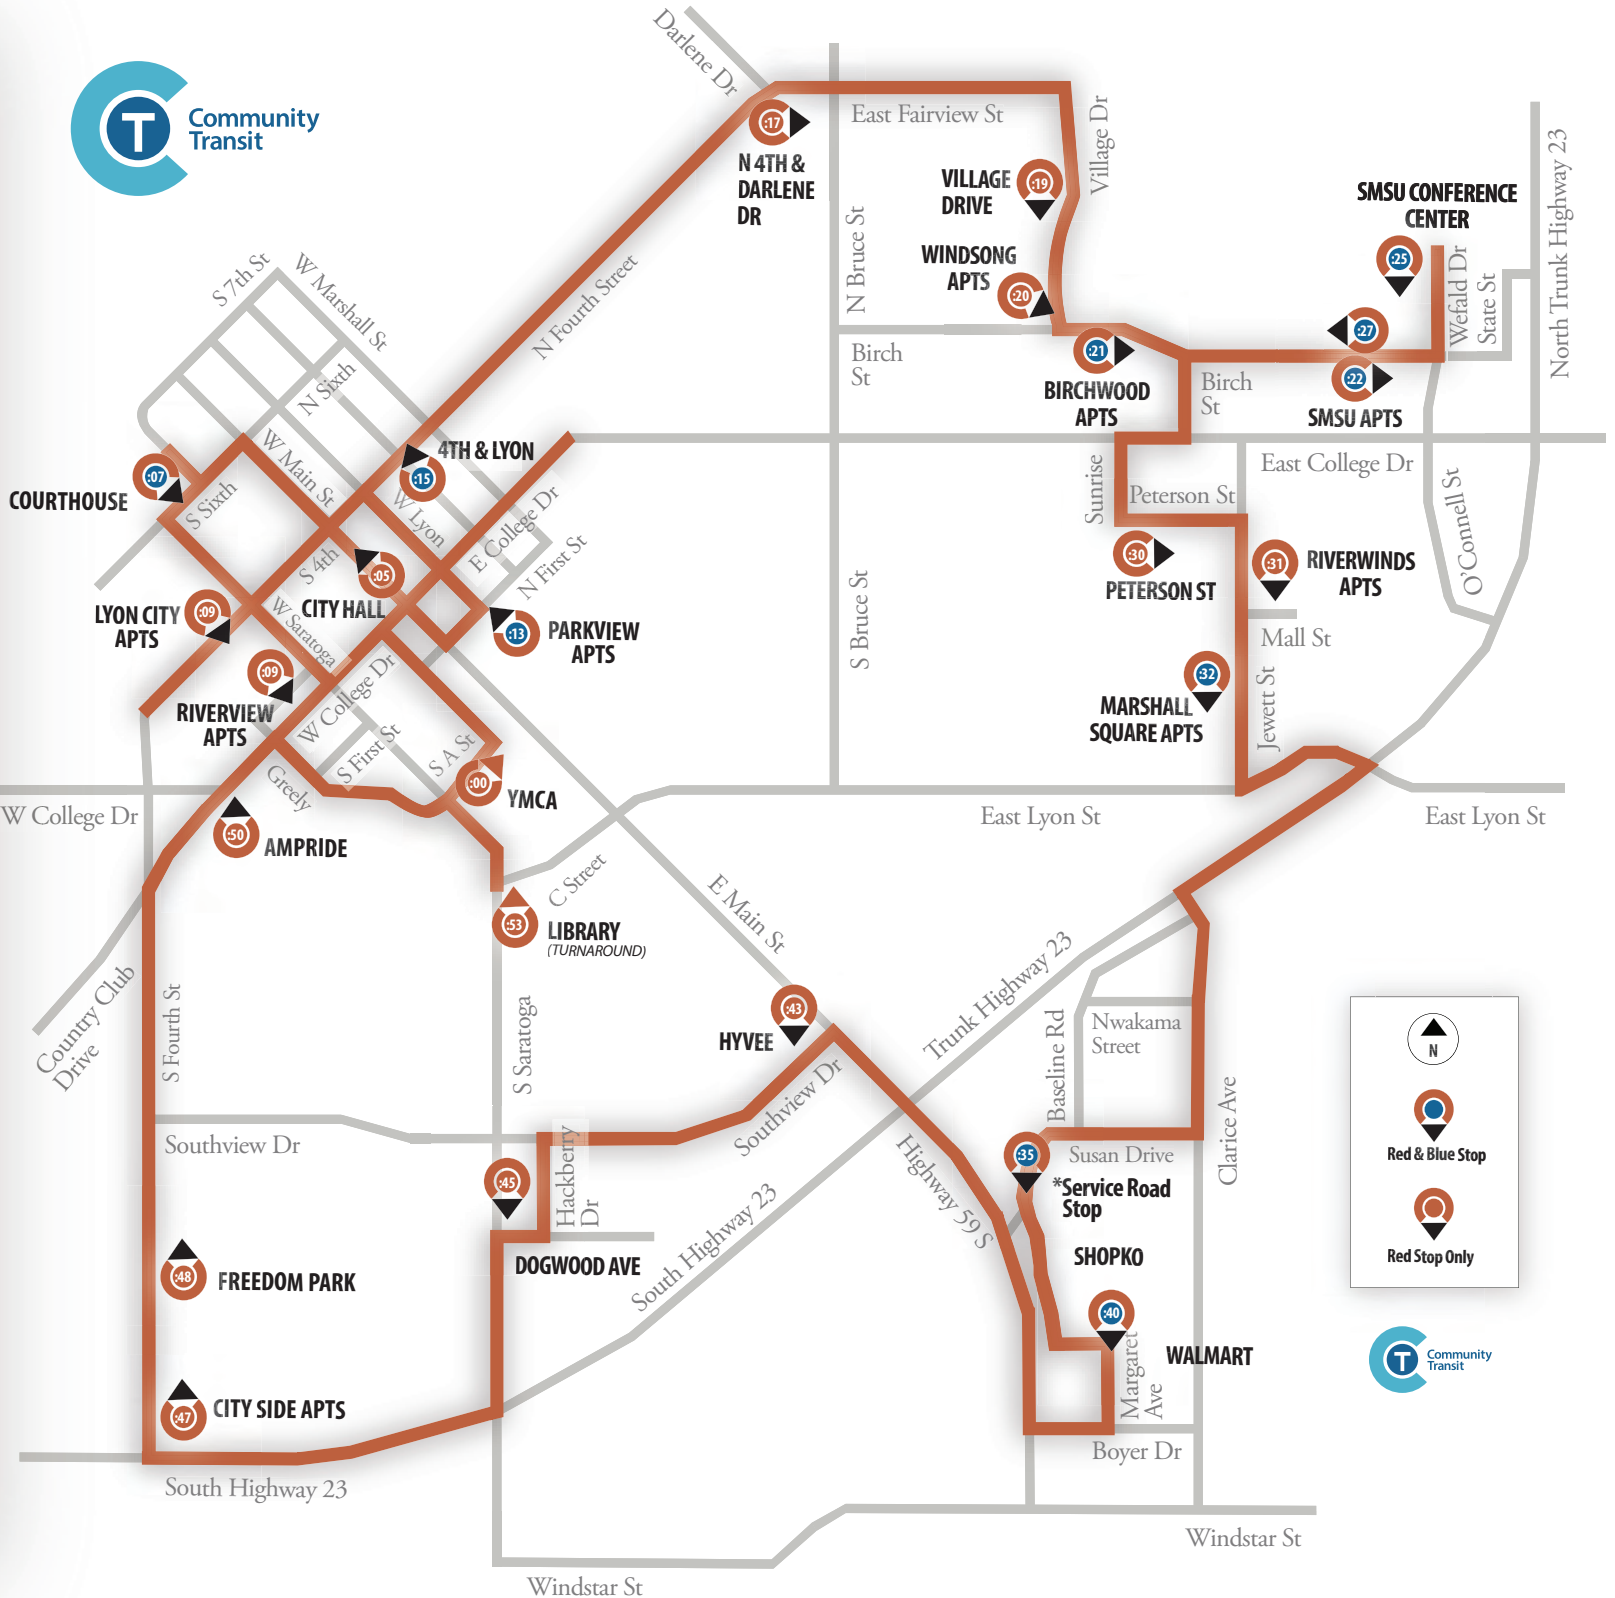 Darlene Dr
T
Community
Transit
East Fairview St
:17
N 4TH &
DARLENE
DR
Village Dr
VILLAGE
DRIVE
:19
North Trunk Highway 23
SMSU CONFERENCE
CENTER
N Bruce St
WINDSONG
APTS
:20
:25
Wefald Dr
State St
S 7th St
W Marshall St
N Fourth Street
:27
:21
:22
Birch
St
BIRCHWOOD
APTS
Birch
St
SMSU APTS
N Sixth
W Main St
4TH & LYON
:15
East College Dr
:07
COURTHOUSE
S Sixth
W Lyon
E College Dr
Sunrise
Peterson St
O'Connell St
S 4th
N First St
:05
CITY HALL
:30
PETERSON ST
:31
RIVERWINDS
APTS
LYON CITY
APTS
:09
W Saratoga
:13
PARKVIEW
APTS
S Bruce St
Mall St
:09
RIVERVIEW
APTS
W College Dr
:32
MARSHALL
SQUARE APTS
Jewett St
S First St
S A St
Greely
:00
YMCA
W College Dr
East Lyon St
East Lyon St
:50
AMPRIDE
C Street
E Main St
:53
LIBRARY
(TURNAROUND)
Trunk Highway 23
Country Club
Drive
S Fourth St
S Saratoga
:43
HYVEE
Baseline Rd
Nwakama
Street
N
Southview Dr
Southview Dr
Hackberry
Dr
Highway 59 S
Clarice Ave
:35
Susan Drive
*Service Road
Stop
Red & Blue Stop
:45
DOGWOOD AVE
South Highway 23
SHOPKO
Red Stop Only
:48
FREEDOM PARK
:40
WALMART
Margaret
Ave
T
Community
Transit
:47
CITY SIDE APTS
Boyer Dr
South Highway 23
Windstar St
Windstar St